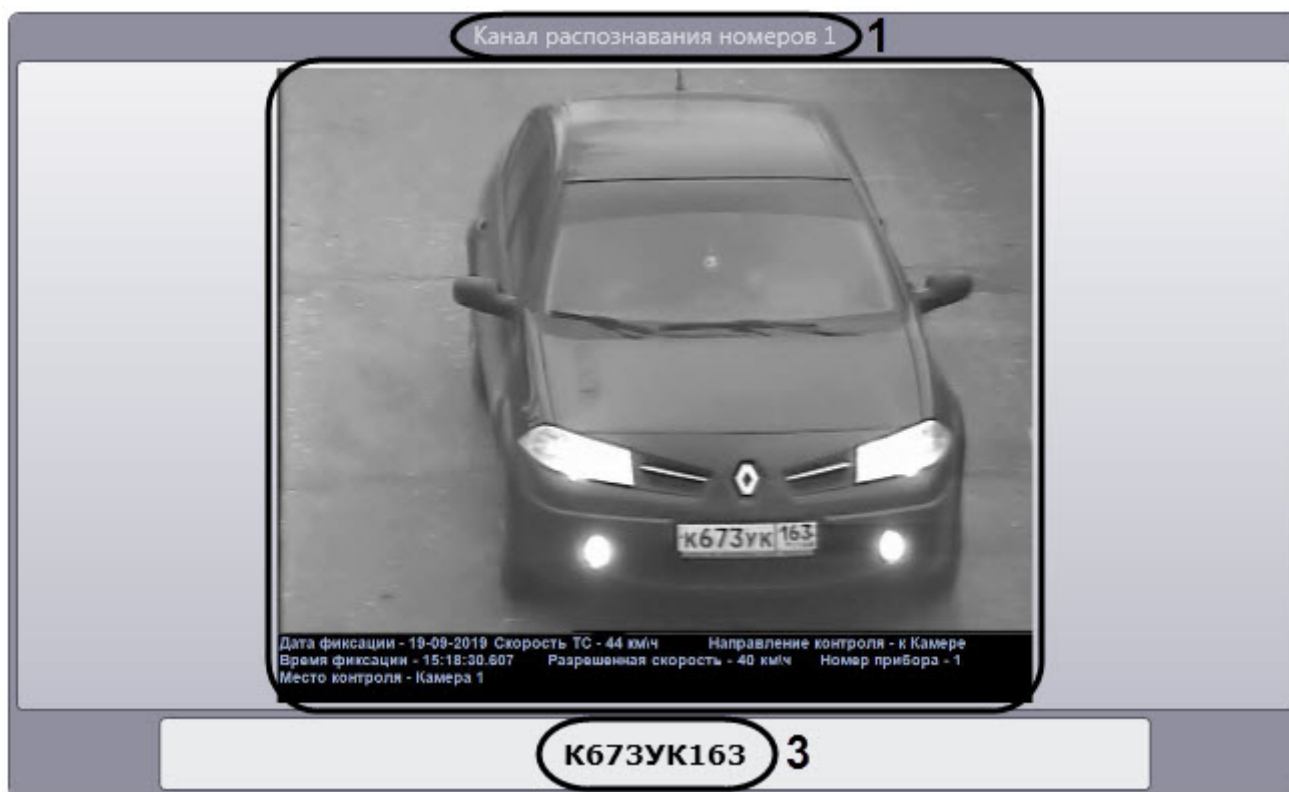 Канал распознавания номеров 1 1
К673УК 163
Дата фиксации - 19-09-2019 Скорость ТС - 44 км\ч Направление контроля - к Камере
Время фиксации - 15:18:30.607 Разрешенная скорость - 40 км\ч Номер прибора - 1
Место контроля - Камера 1
К673УК163 3